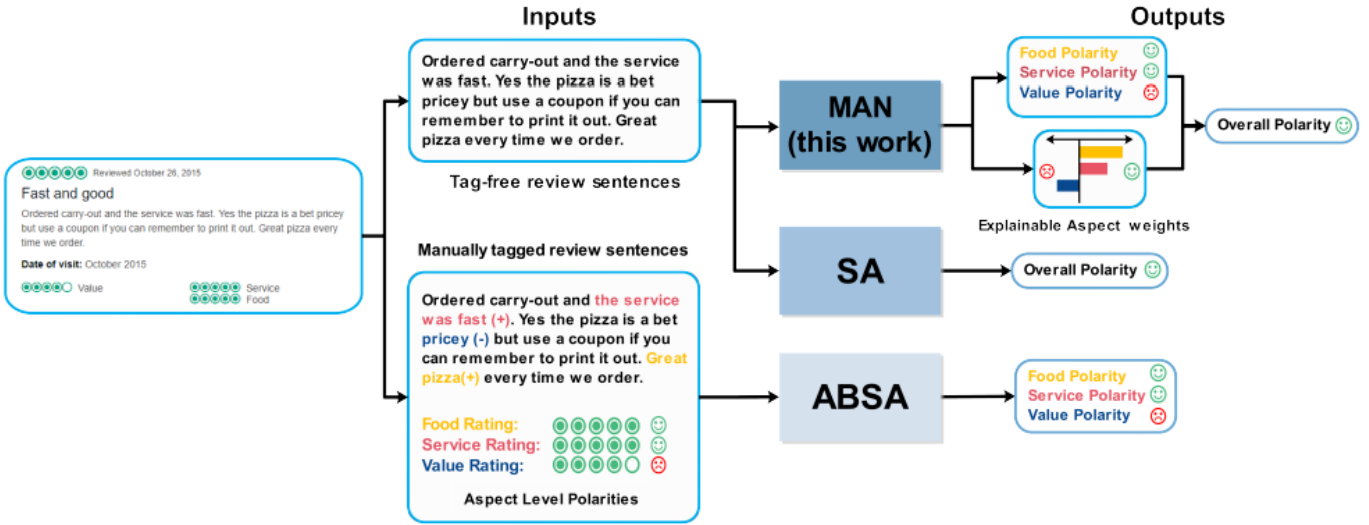 Inputs
Outputs
Reviewed October 26, 2015
Fast and good
Ordered carry-out and the service was fast. Yes the pizza is a bet pricey
but use a coupon if you can remember to print it out. Great pizza every
time we order.
Date of visit: October 2015
Value
Service
Food
Ordered carry-out and the service
was fast. Yes the pizza is a bet
pricey but use a coupon if you can
remember to print it out. Great
pizza every time we order.
Tag-free review sentences
Manually tagged review sentences
Ordered carry-out and the service
was fast (+). Yes the pizza is a bet
pricey (-) but use a coupon if you
can remember to print it out. Great
pizza(+) every time we order.
Food Rating:
Service Rating:
Value Rating:
Aspect Level Polarities
MAN
(this work)
SA
ABSA
Food Polarity
Service Polarity
Value Polarity
Explainable Aspect weights
Overall Polarity
Overall Polarity
Food Polarity
Service Polarity
Value Polarity